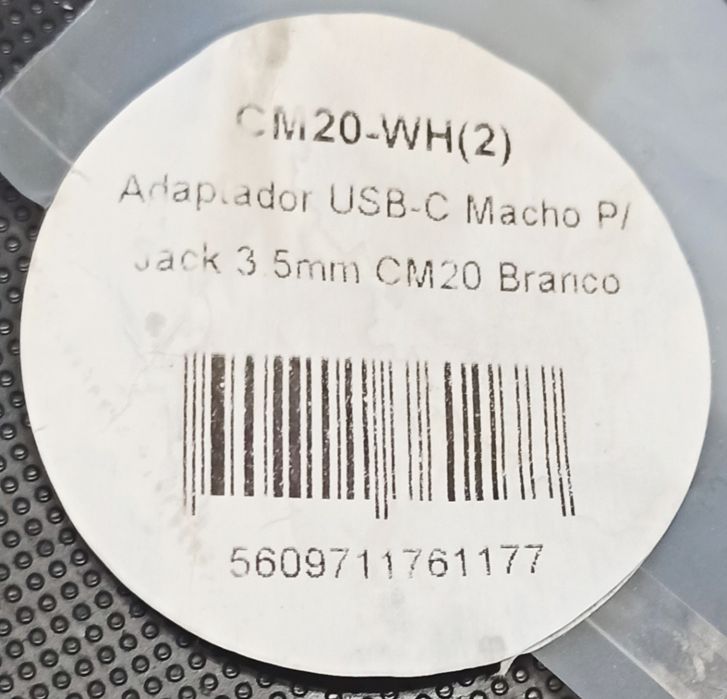 CM20-WH(2)
Adaptador USB-C Macho P/
Jack 3.5mm CM20 Branco
5609711761177